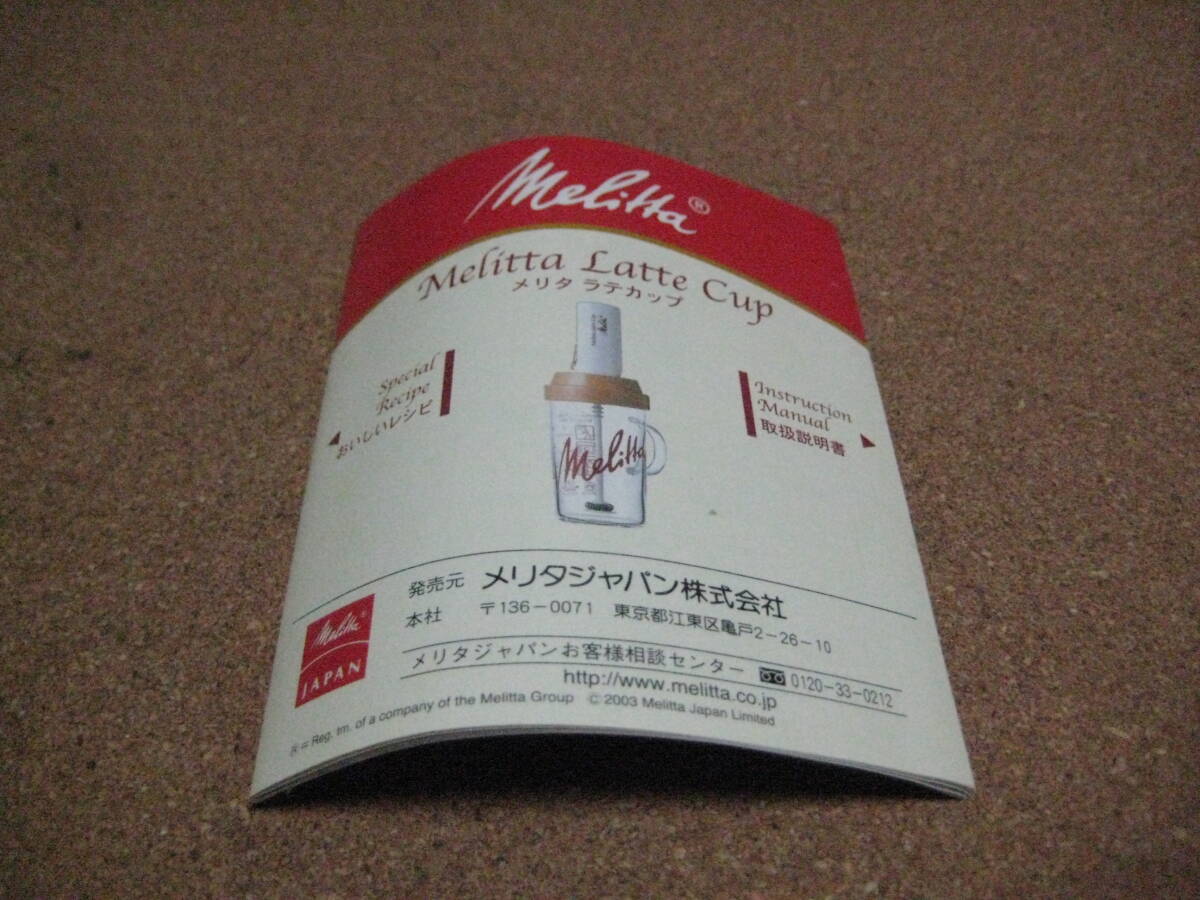 Melitta®
Melitta Latte Cup
メリタ ラテカップ
Special
Recipe
おいしいレシピ
Instruction
Manual
取扱説明書
Melitta
発売元 メリタジャパン株式会社
本社 〒136-0071 東京都江東区亀戸2-26-10
メリタジャパンお客様相談センター 0120-33-0212
http://www.melitta.co.jp
Melitta®
JAPAN
® = Reg. tm. of a company of the Melitta Group © 2003 Melitta Japan Limited